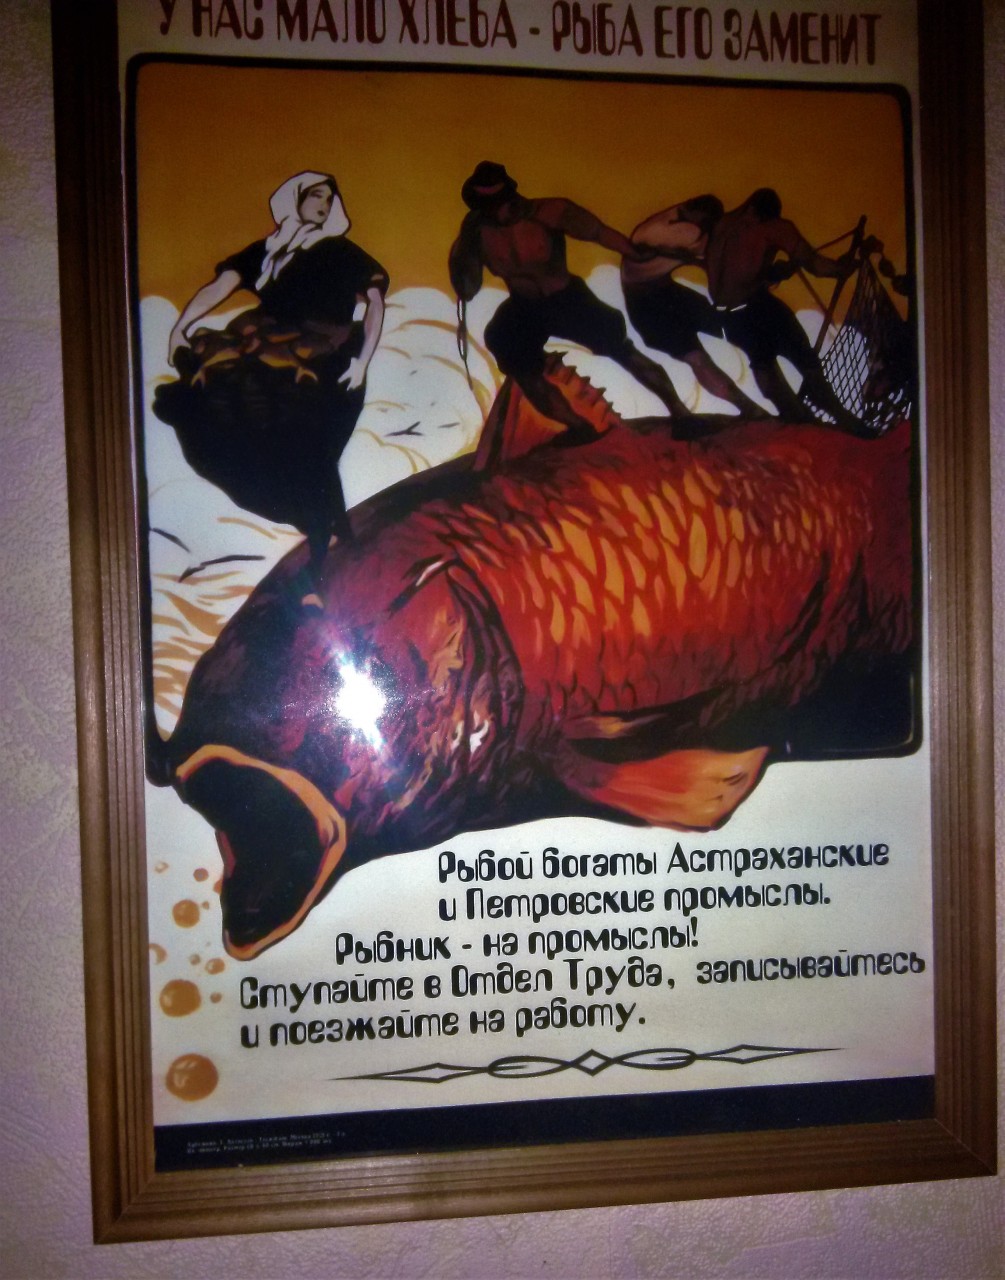 У НАС МАЛО ХЛЕБА - РЫБА ЕГО ЗАМЕНИТ
Рыбой богаты Астраханские
и Петровские промыслы.
Рыбник - на промыслы!
Ступайте в Отдел Труда, записывайтесь
и поезжайте на работу.